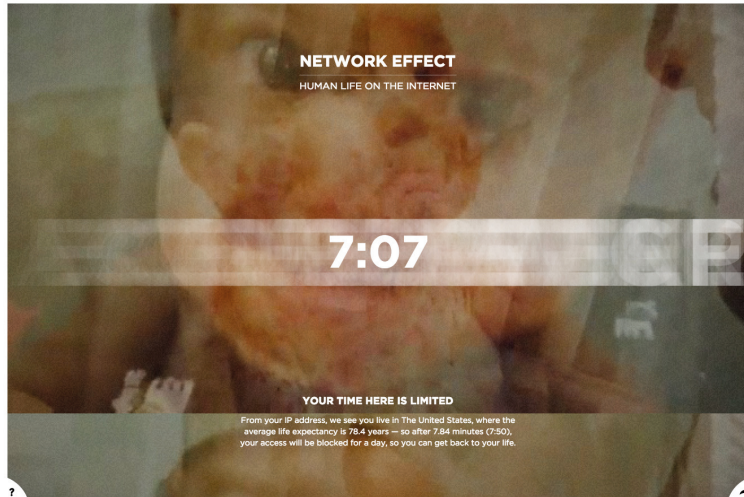 NETWORK EFFECT
HUMAN LIFE ON THE INTERNET
7:07
YOUR TIME HERE IS LIMITED
From your IP address, we see you live in The United States, where the
average life expectancy is 78.4 years — so after 7.84 minutes (7:50),
your access will be blocked for a day, so you can get back to your life.
?